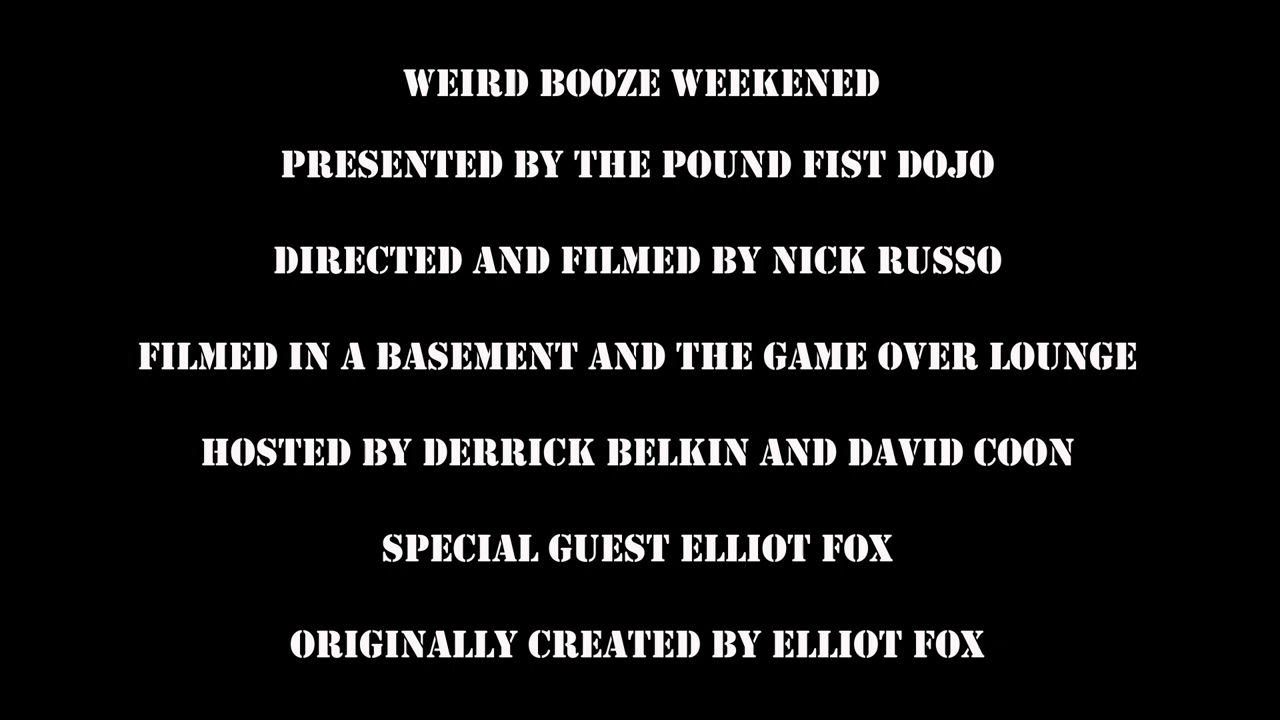 WEIRD BOOZE WEEKENED
PRESENTED BY THE POUND FIST DOJO
DIRECTED AND FILMED BY NICK RUSSO
FILMED IN A BASEMENT AND THE GAME OVER LOUNGE
HOSTED BY DERRICK BELKIN AND DAVID COON
SPECIAL GUEST ELLIOT FOX
ORIGINALLY CREATED BY ELLIOT FOX